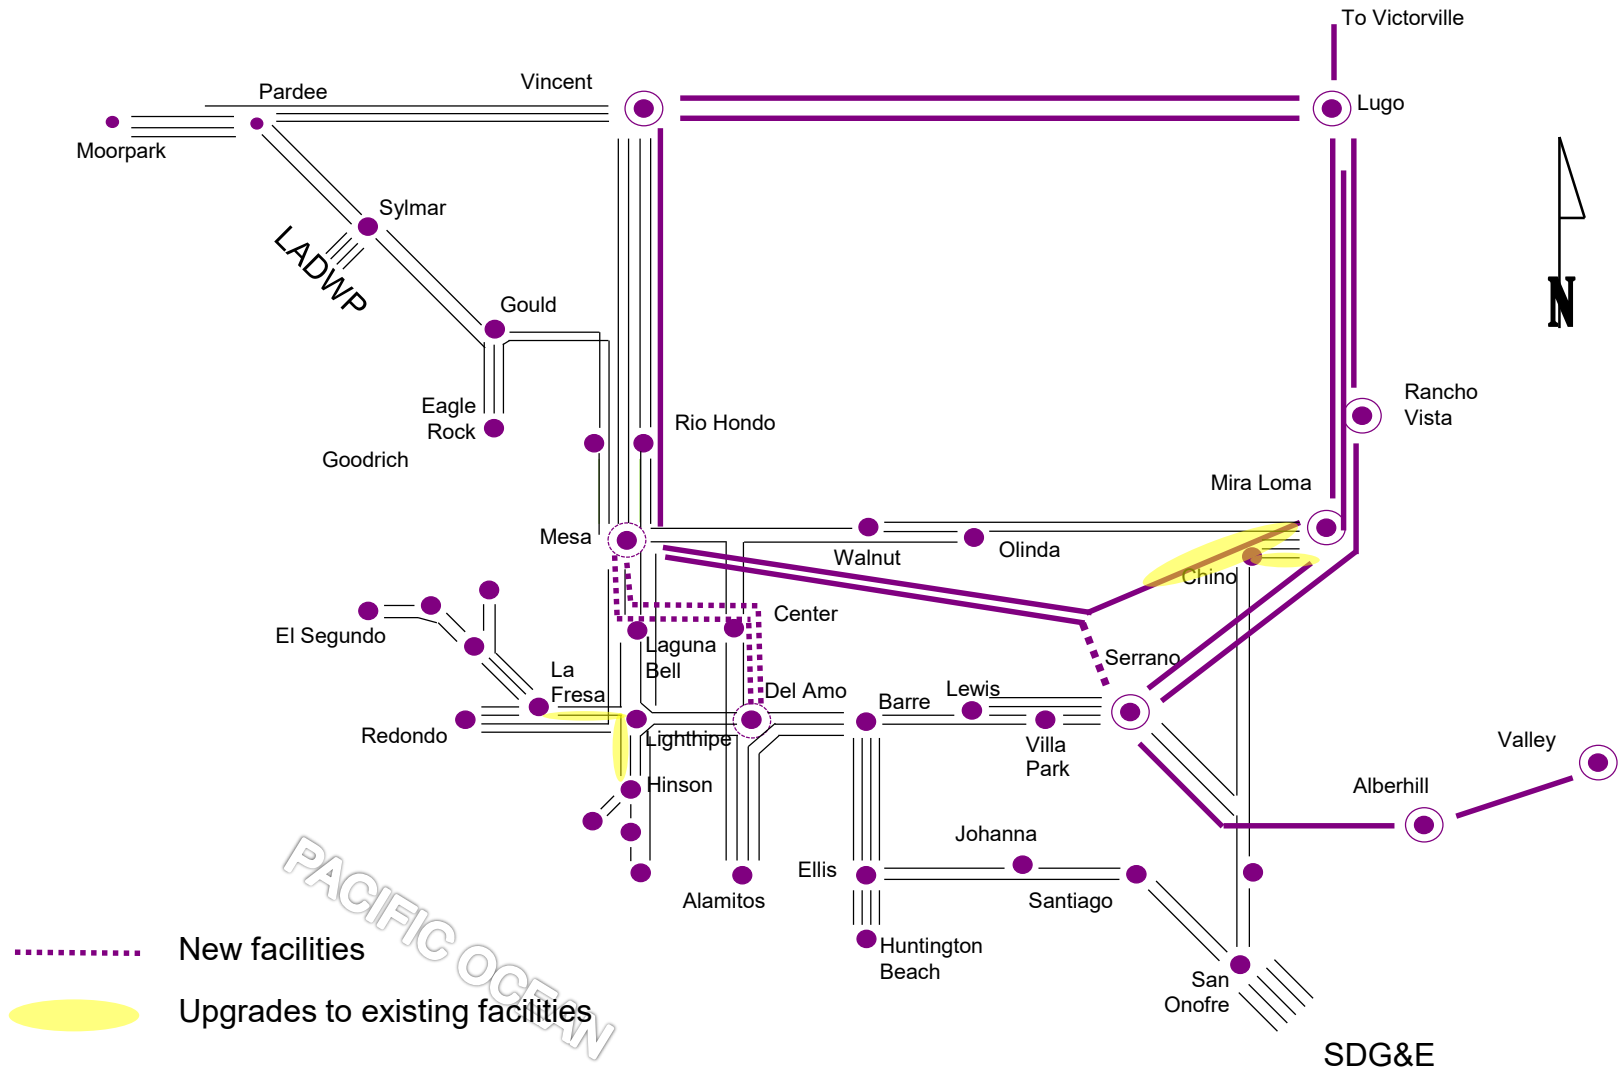 To Victorville
Vincent
Pardee
Lugo
Moorpark
Sylmar
LADWP
N
Gould
Rancho
Vista
Eagle
Rock
Rio Hondo
Goodrich
Mira Loma
Mesa
Walnut
Olinda
Chino
Center
El Segundo
Laguna
Bell
Serrano
La
Fresa
Del Amo
Lewis
Barre
Redondo
Lighthipe
Villa
Park
Valley
Hinson
Alberhill
Johanna
Ellis
Alamitos
Santiago
PACIFIC OCEAN
Huntington
Beach
New facilities
San
Onofre
Upgrades to existing facilities
SDG&E